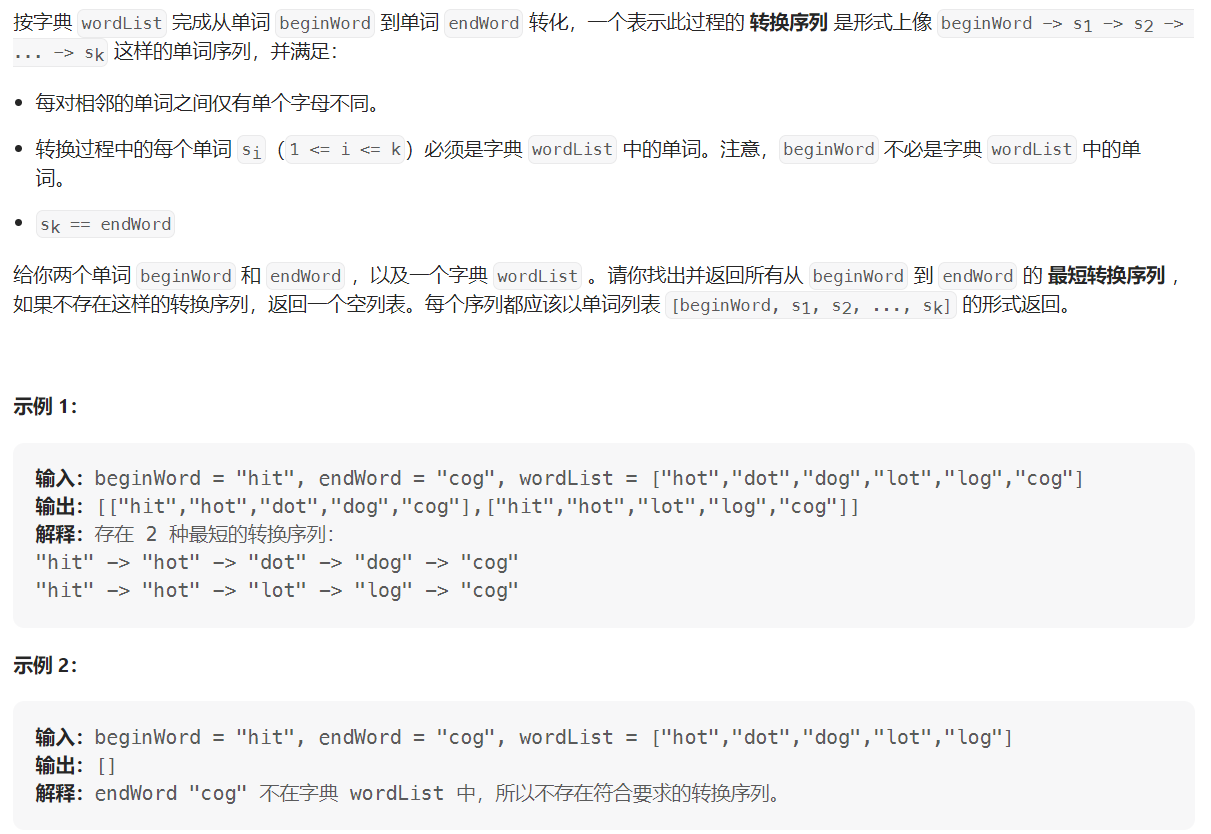 按字典 wordList 完成从单词 beginWord 到单词 endWord 转化，一个表示此过程的 转换序列 是形式上像 beginWord -> s1 -> s2 ->
... -> sk 这样的单词序列，并满足：
• 每对相邻的单词之间仅有单个字母不同。
• 转换过程中的每个单词 si（1 <= i <= k）必须是字典 wordList 中的单词。注意，beginWord 不必是字典 wordList 中的单
词。
• sk == endWord
给你两个单词 beginWord 和 endWord ，以及一个字典 wordList 。请你找出并返回所有从 beginWord 到 endWord 的 最短转换序列 ，
如果不存在这样的转换序列，返回一个空列表。每个序列都应该以单词列表 [beginWord, s1, s2, ..., sk] 的形式返回。
示例 1：
输入：beginWord = "hit", endWord = "cog", wordList = ["hot","dot","dog","lot","log","cog"]
输出：[["hit","hot","dot","dog","cog"],["hit","hot","lot","log","cog"]]
解释：存在 2 种最短的转换序列：
"hit" -> "hot" -> "dot" -> "dog" -> "cog"
"hit" -> "hot" -> "lot" -> "log" -> "cog"
示例 2：
输入：beginWord = "hit", endWord = "cog", wordList = ["hot","dot","dog","lot","log"]
输出：[]
解释：endWord "cog" 不在字典 wordList 中，所以不存在符合要求的转换序列。